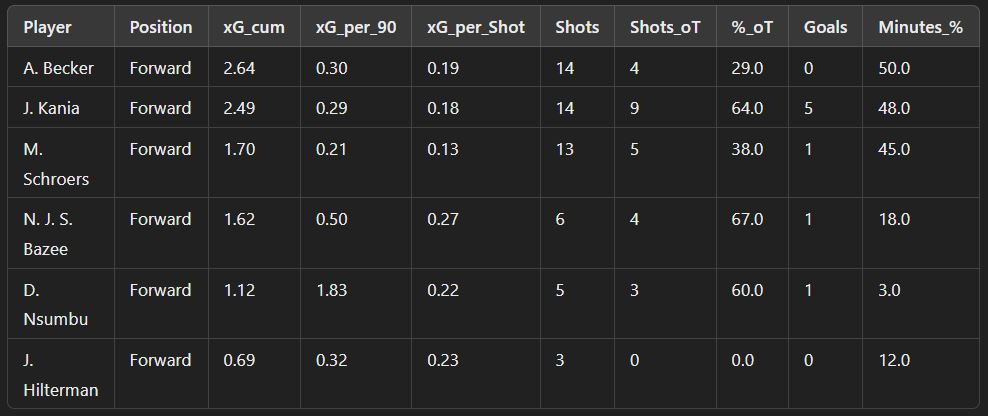 Player Position xG_cum xG_per_90 xG_per_Shot Shots Shots_oT %_oT Goals Minutes_%
A. Becker Forward 2.64 0.30 0.19 14 4 29.0 0 50.0
J. Kania Forward 2.49 0.29 0.18 14 9 64.0 5 48.0
M. Forward 1.70 0.21 0.13 13 5 38.0 1 45.0
Schroers
N. J. S. Forward 1.62 0.50 0.27 6 4 67.0 1 18.0
Bazee
D. Forward 1.12 1.83 0.22 5 3 60.0 1 3.0
Nsumbu
J. Forward 0.69 0.32 0.23 3 0 0.0 0 12.0
Hilterman